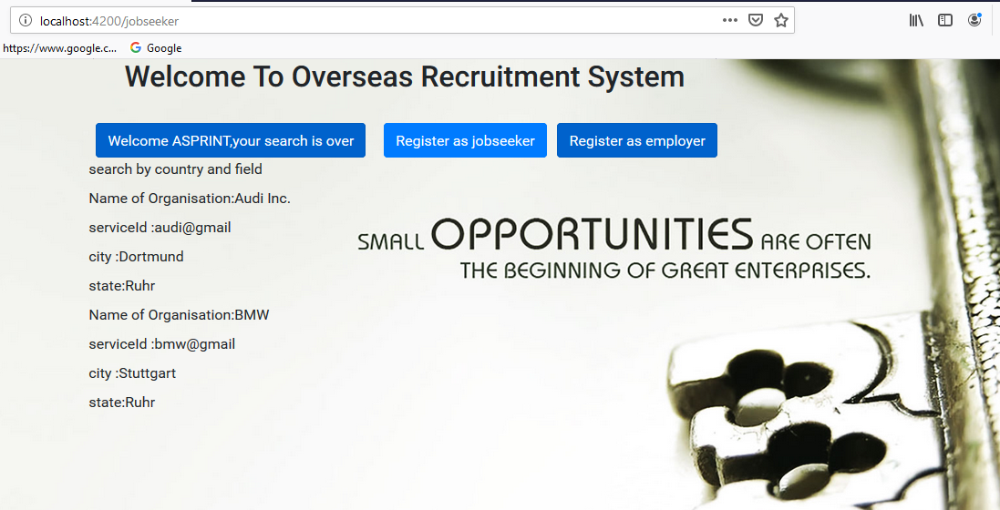 localhost:4200/jobseeker
https://www.google.c...
Google
Welcome To Overseas Recruitment System
Welcome ASPRINT,your search is over
Register as jobseeker
Register as employer
search by country and field
Name of Organisation:Audi Inc.
serviceId :audi@gmail
city :Dortmund
state:Ruhr
Name of Organisation:BMW
serviceId :bmw@gmail
city :Stuttgart
state:Ruhr
SMALL OPPORTUNITIES ARE OFTEN
THE BEGINNING OF GREAT ENTERPRISES.